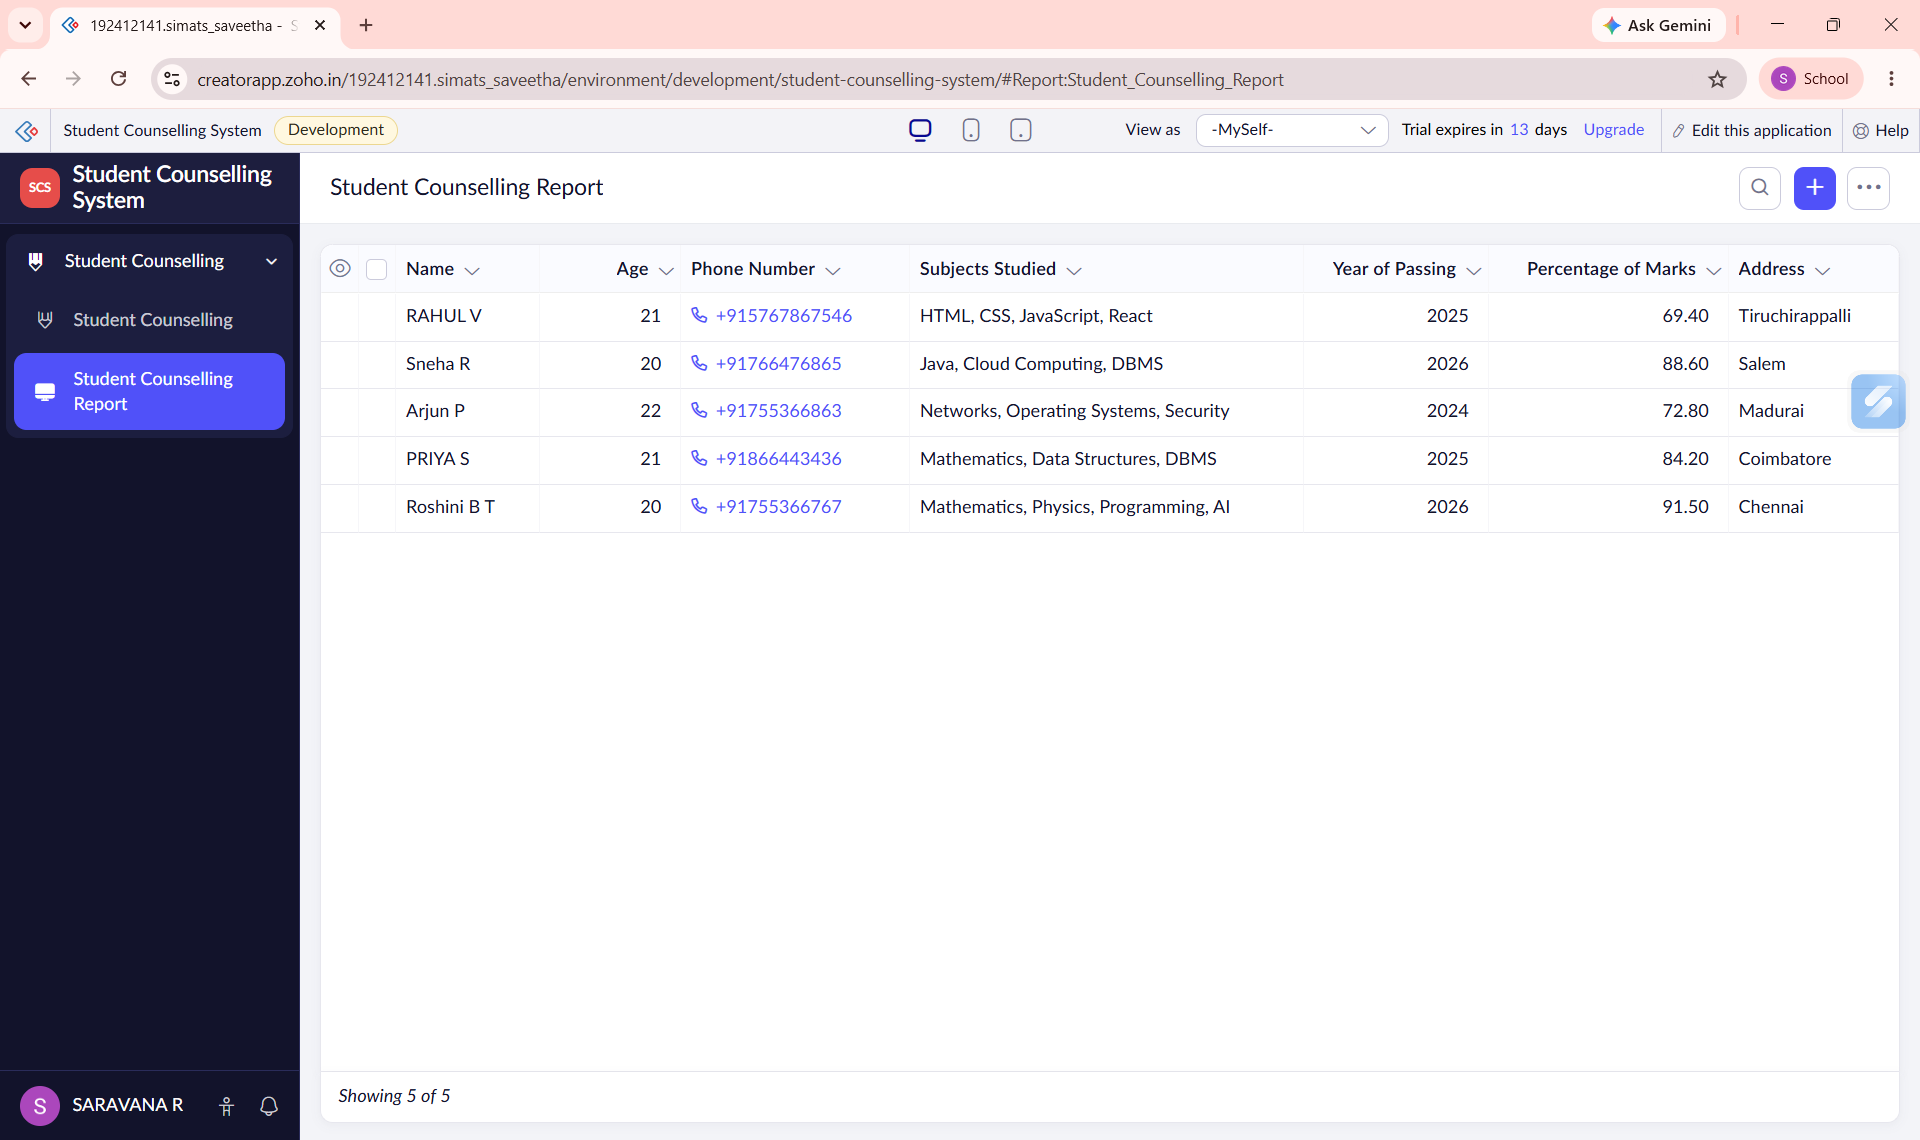 192412141.simats_saveetha -
Ask Gemini
creatorapp.zoho.in/192412141.simats_saveetha/environment/development/student-counselling-system/#Report:Student_Counselling_Report
S School
Student Counselling System Development View as -MySelf- Trial expires in 13 days Upgrade Edit this application Help
SCS Student Counselling System
Student Counselling Report
Student Counselling
Student Counselling
Student Counselling Report
Name Age Phone Number Subjects Studied Year of Passing Percentage of Marks Address
RAHUL V 21 +915767867546 HTML, CSS, JavaScript, React 2025 69.40 Tiruchirappalli
Sneha R 20 +91766476865 Java, Cloud Computing, DBMS 2026 88.60 Salem
Arjun P 22 +91755366863 Networks, Operating Systems, Security 2024 72.80 Madurai
PRIYA S 21 +91866443436 Mathematics, Data Structures, DBMS 2025 84.20 Coimbatore
Roshini B T 20 +91755366767 Mathematics, Physics, Programming, AI 2026 91.50 Chennai
Showing 5 of 5
S SARAVANA R